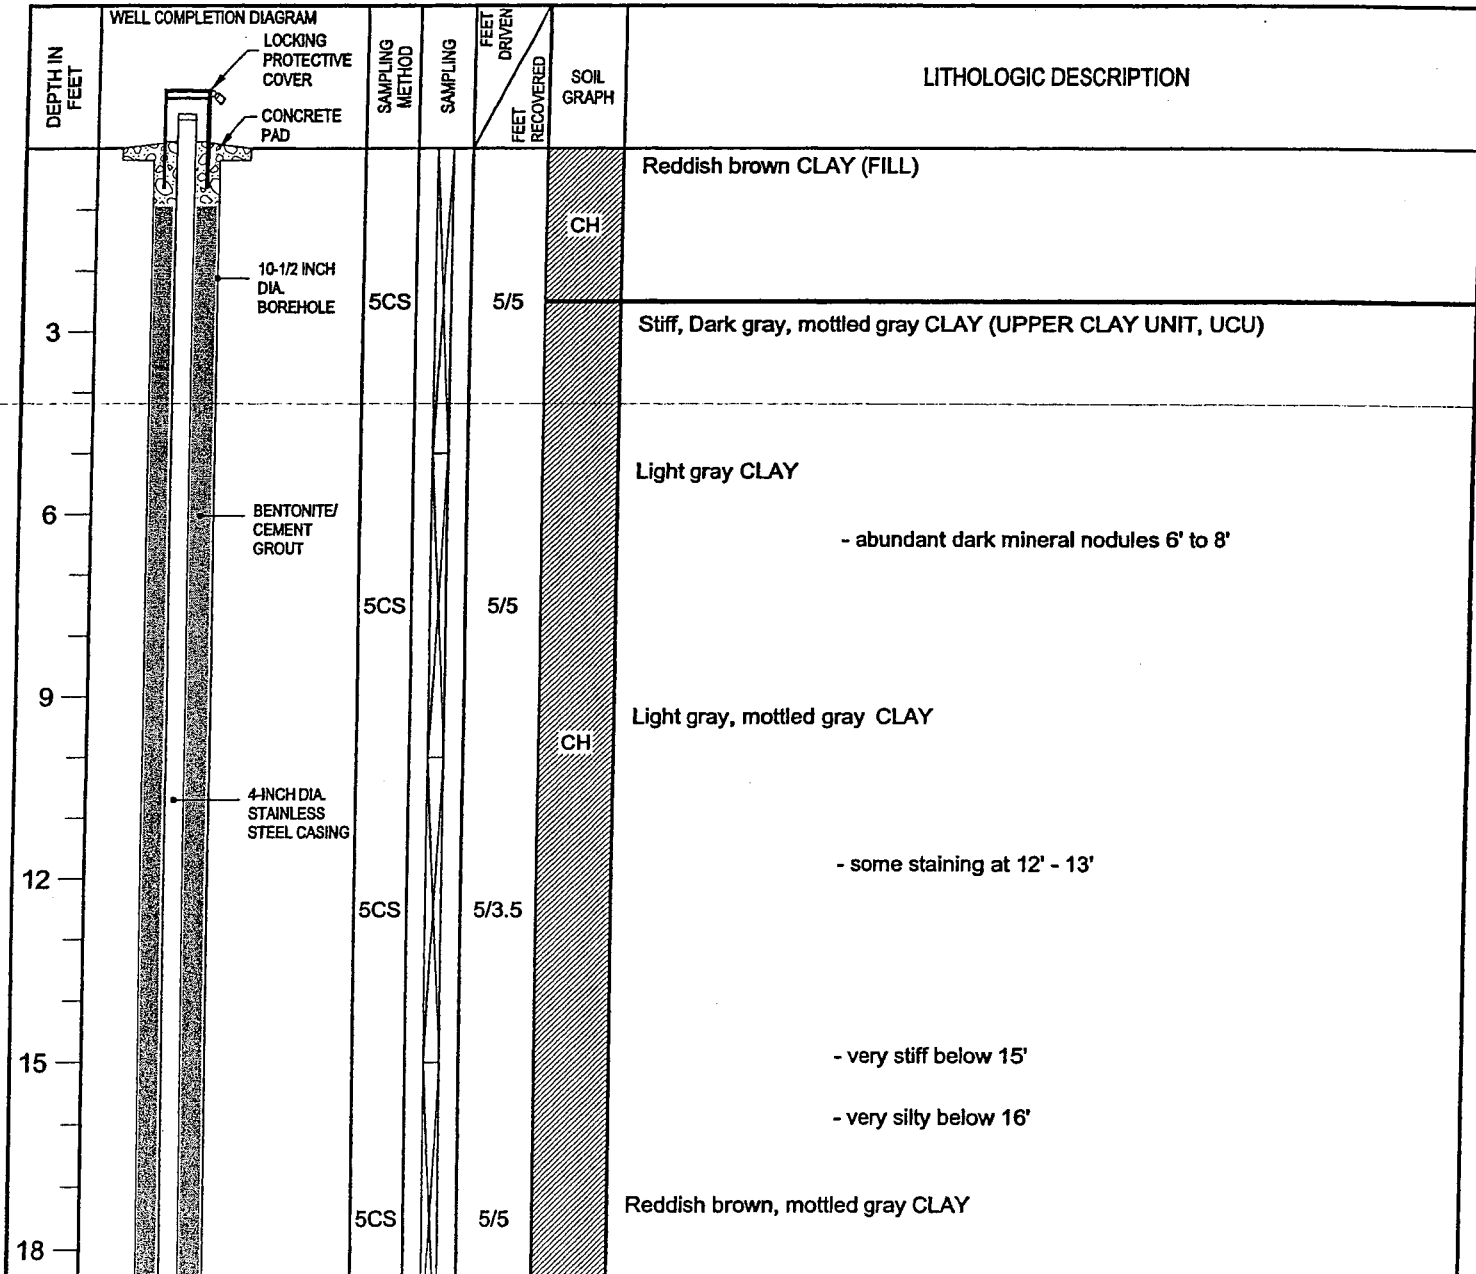 WELL COMPLETION DIAGRAM
DEPTH IN
FEET
LOCKING
PROTECTIVE
COVER
CONCRETE
PAD
SAMPLING
METHOD
SAMPLING
FEET
DRIVEN
FEET
RECOVERED
SOIL
GRAPH
LITHOLOGIC DESCRIPTION
Reddish brown CLAY (FILL)
CH
10-1/2 INCH
DIA.
BOREHOLE
5CS
5/5
3
Stiff, Dark gray, mottled gray CLAY (UPPER CLAY UNIT, UCU)
Light gray CLAY
6
BENTONITE/
CEMENT
GROUT
- abundant dark mineral nodules 6' to 8'
5CS
5/5
9
Light gray, mottled gray CLAY
CH
4-INCH DIA.
STAINLESS
STEEL CASING
12
- some staining at 12' - 13'
5CS
5/3.5
15
- very stiff below 15'
- very silty below 16'
Reddish brown, mottled gray CLAY
5CS
5/5
18